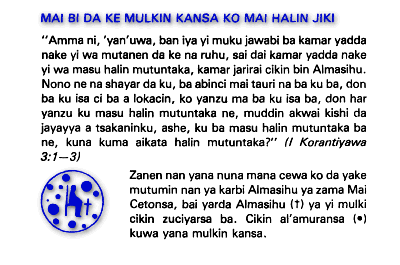 MAI BI DA KE MULKIN KANSA KO MAI HALIN JIKI
"Amma ni, 'yan'uwa, ban iya yi muku jawabi ba kamar yadda
nake yi wa mutanen da ke na ruhu, sai dai kamar yadda nake
yi wa masu halin mutuntaka, kamar jarirai cikin bin Almasihu.
Nono ne na shayar da ku, ba abinci mai tauri na ba ku ba, don
ba ku isa ci ba a lokacin, ko yanzu ma ba ku isa ba, don har
yanzu ku masu halin mutuntaka ne, muddin akwai kishi da
jayayya a tsakaninku, ashe, ku ba masu halin mutuntaka ba
ne, kuna kuma aikata halin mutuntaka?" (I Korantiyawa
3:1—3)
Zanen nan yana nuna mana cewa ko da yake
mutumin nan ya karbi Almasihu ya zama Mai
Cetonsa, bai yarda Almasihu (†) ya yi mulki
cikin zuciyarsa ba. Cikin al'amuransa (•)
kuwa yana mulkin kansa.